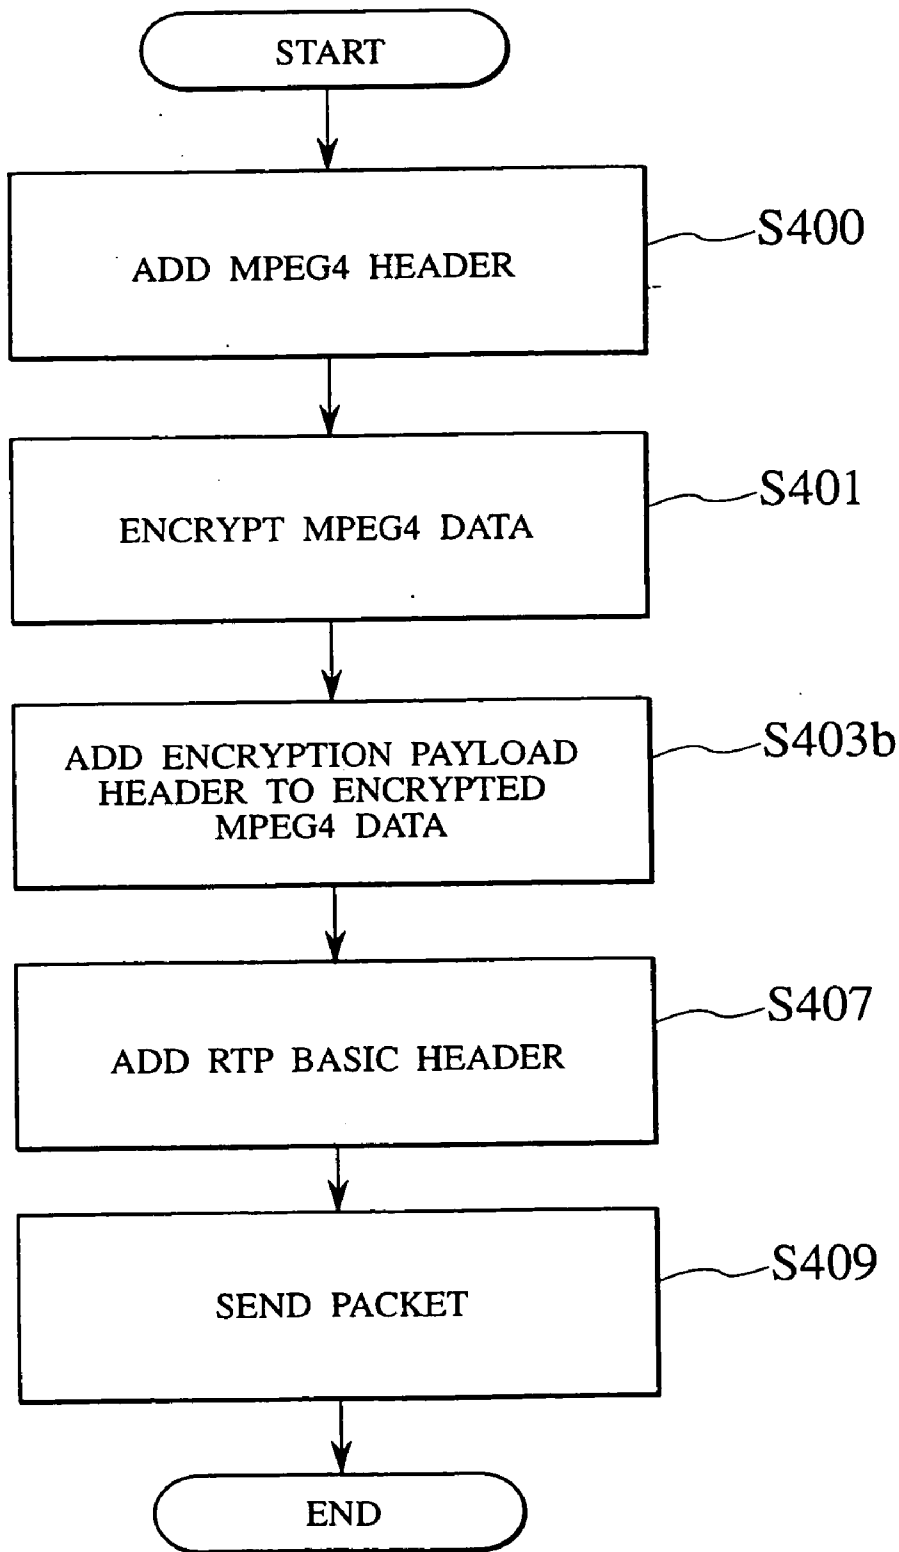 START
ADD MPEG4 HEADER
S400
ENCRYPT MPEG4 DATA
S401
ADD ENCRYPTION PAYLOAD
HEADER TO ENCRYPTED
MPEG4 DATA
S403b
ADD RTP BASIC HEADER
S407
SEND PACKET
S409
END